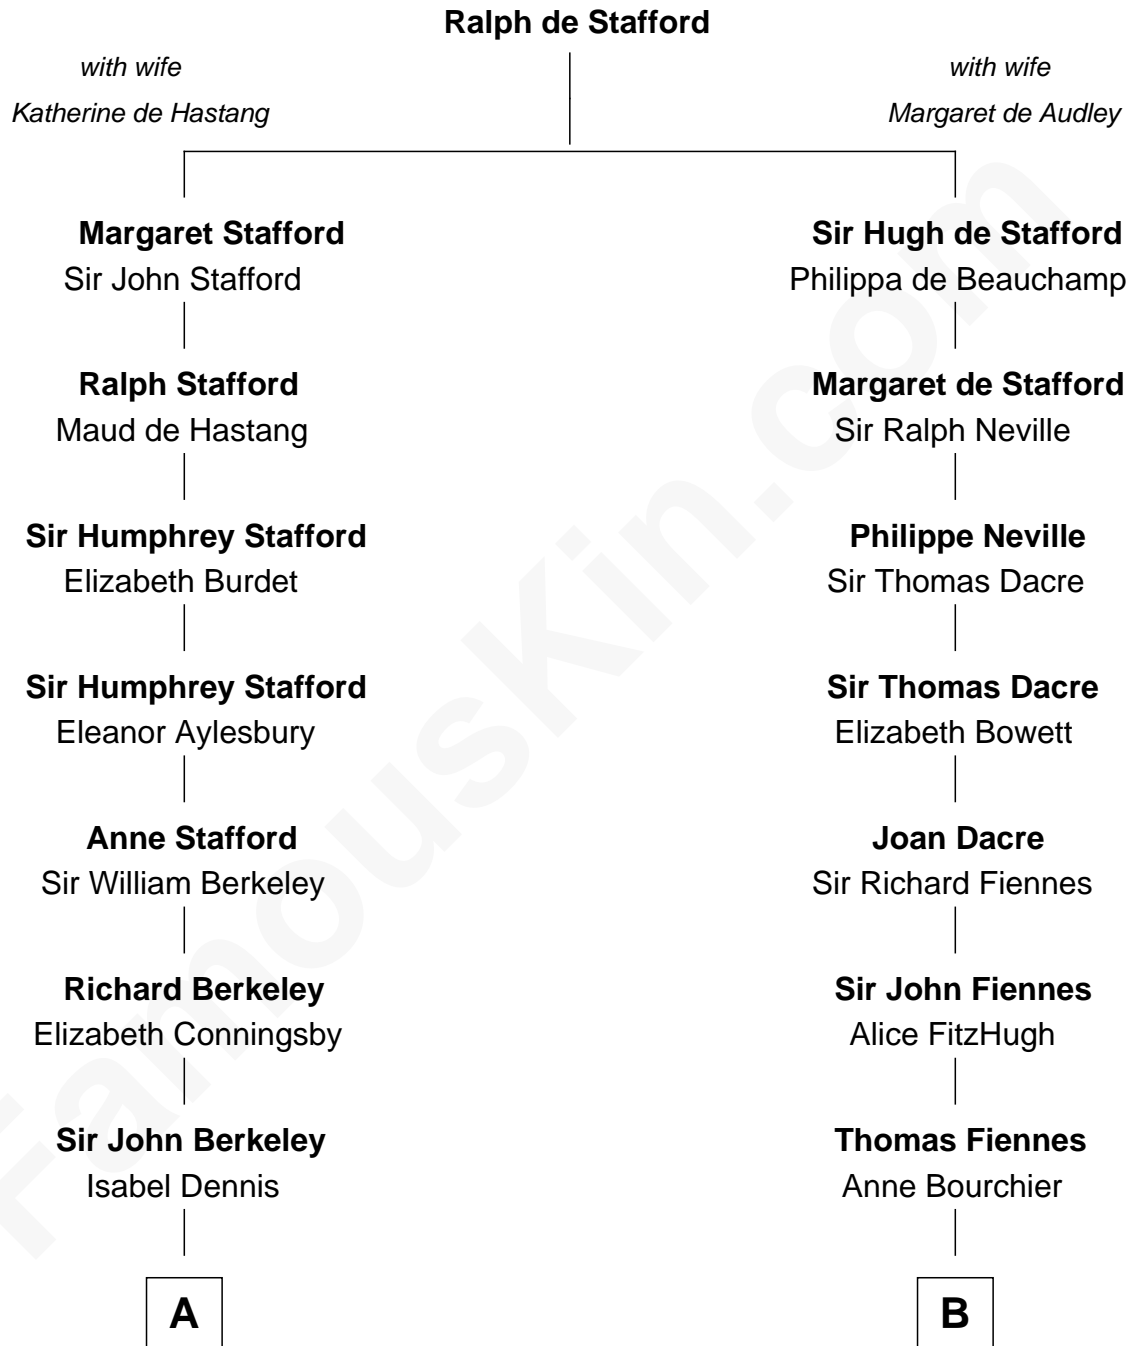 Ralph de Stafford
with wife
Katherine de Hastang
with wife
Margaret de Audley
Margaret Stafford
Sir John Stafford
Sir Hugh de Stafford
Philippa de Beauchamp
Ralph Stafford
Maud de Hastang
Margaret de Stafford
Sir Ralph Neville
Sir Humphrey Stafford
Elizabeth Burdet
Philippe Neville
Sir Thomas Dacre
Sir Humphrey Stafford
Eleanor Aylesbury
Sir Thomas Dacre
Elizabeth Bowett
Anne Stafford
Sir William Berkeley
Joan Dacre
Sir Richard Fiennes
Richard Berkeley
Elizabeth Conningsby
Sir John Fiennes
Alice FitzHugh
Sir John Berkeley
Isabel Dennis
Thomas Fiennes
Anne Bourchier
A
B
FamousKin.com